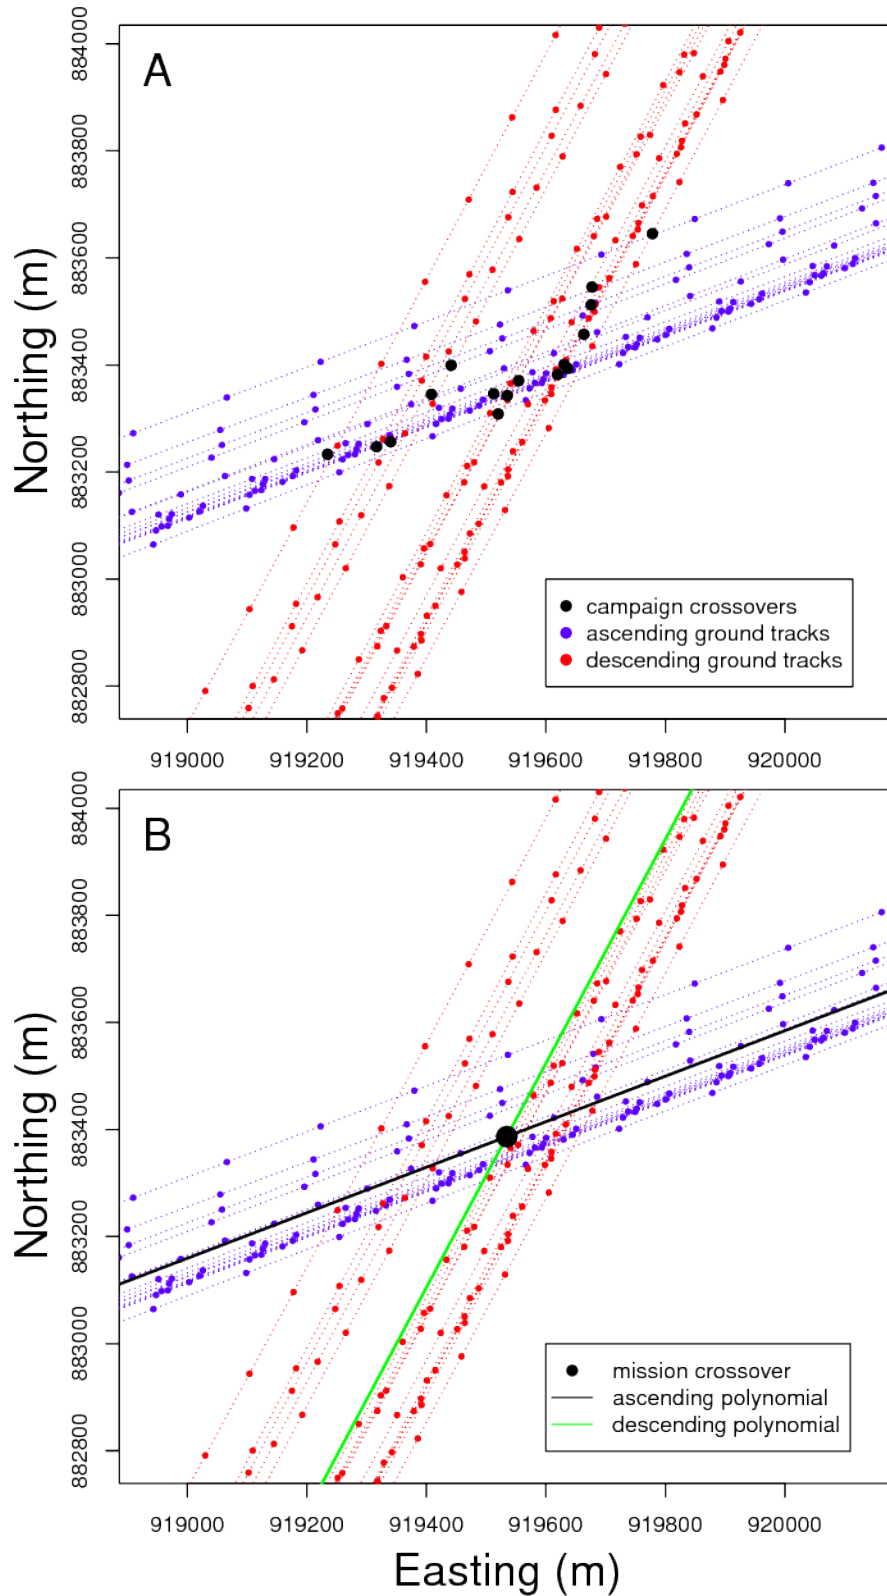 A
884000
883800
883600
883400
883200
883000
882800
Northing (m)
campaign crossovers
ascending ground tracks
descending ground tracks
919000 919200 919400 919600 919800 920000
B
884000
883800
883600
883400
883200
883000
882800
Northing (m)
mission crossover
ascending polynomial
descending polynomial
919000 919200 919400 919600 919800 920000
Easting (m)